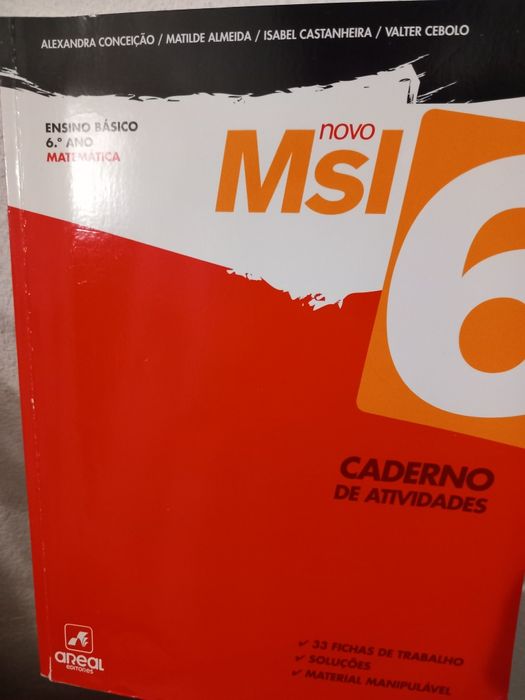 ALEXANDRA CONCEIÇÃO / MATILDE ALMEIDA / ISABEL CASTANHEIRA / VALTER CEBOLO
ENSINO BÁSICO
6.º ANO
MATEMÁTICA
novo
MsI
6
CADERNO
DE ATIVIDADES
✓ 33 FICHAS DE TRABALHO
✓ SOLUÇÕES
✓ MATERIAL MANIPULÁVEL
areal
EDITORES